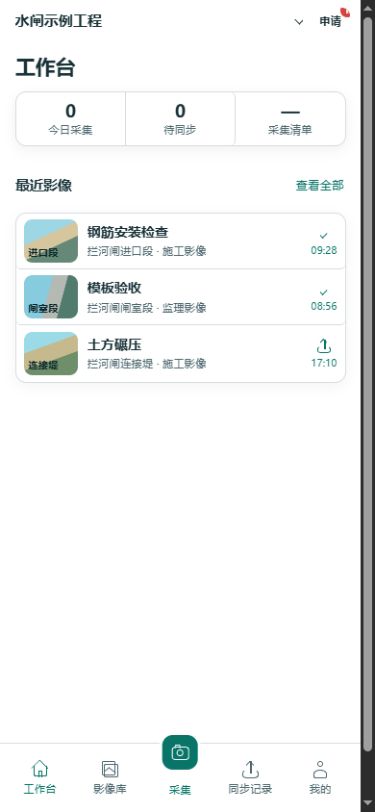 水闸示例工程
申请
工作台
0
今日采集
0
待同步
—
采集清单
最近影像
查看全部
进口段
钢筋安装检查
拦河闸进口段 · 施工影像
09:28
闸室段
模板验收
拦河闸闸室段 · 监理影像
08:56
连接堤
土方碾压
拦河闸连接堤 · 施工影像
17:10
工作台
影像库
采集
同步记录
我的